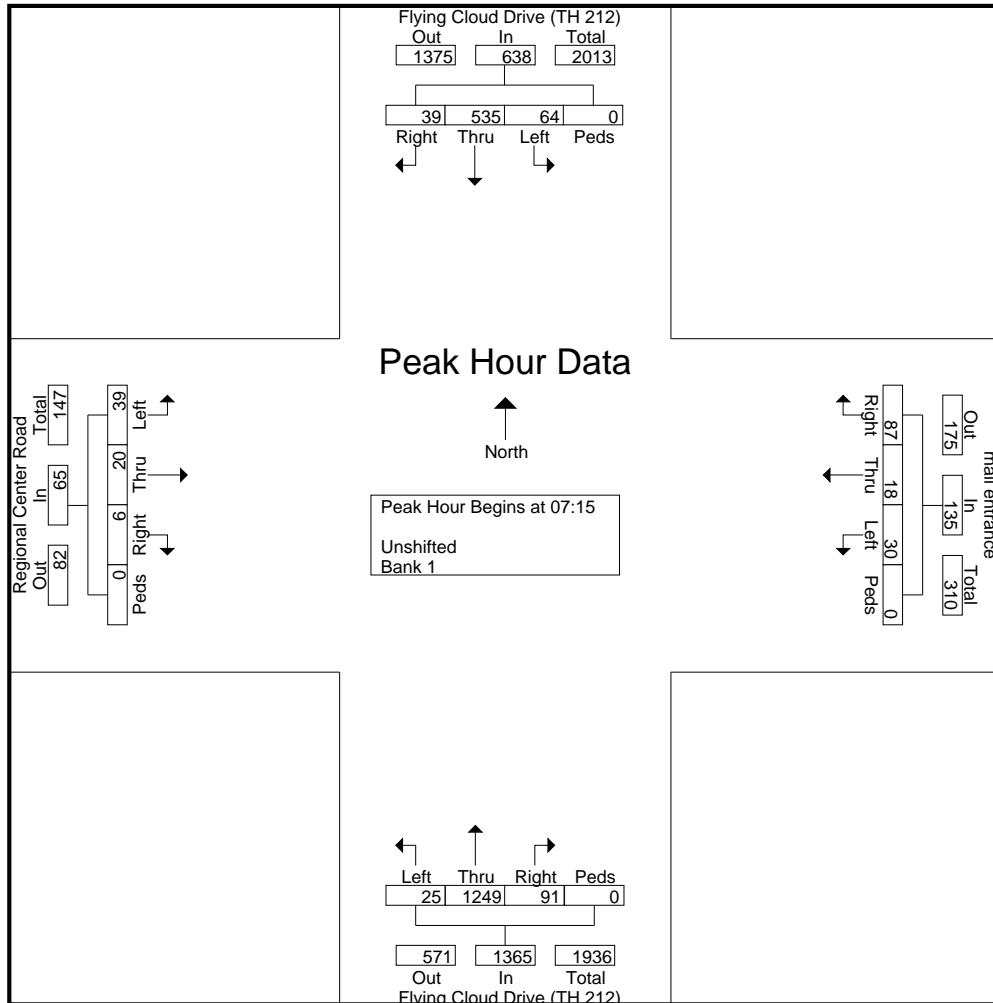 Flying Cloud Drive (TH 212)
Out In Total
1375 638 2013
39 535 64 0
Right Thru Left Peds
Peak Hour Data
North
Peak Hour Begins at 07:15
Unshifted
Bank 1
Regional Center Road
Out In Total
82 65 147
39 20 6 0
Left Thru Right Peds
mall entrance
Out In Total
175 135 310
87 18 30 0
Right Thru Left Peds
Left Thru Right Peds
25 1249 91 0
571 1365 1936
Out In Total
Flying Cloud Drive (TH 212)